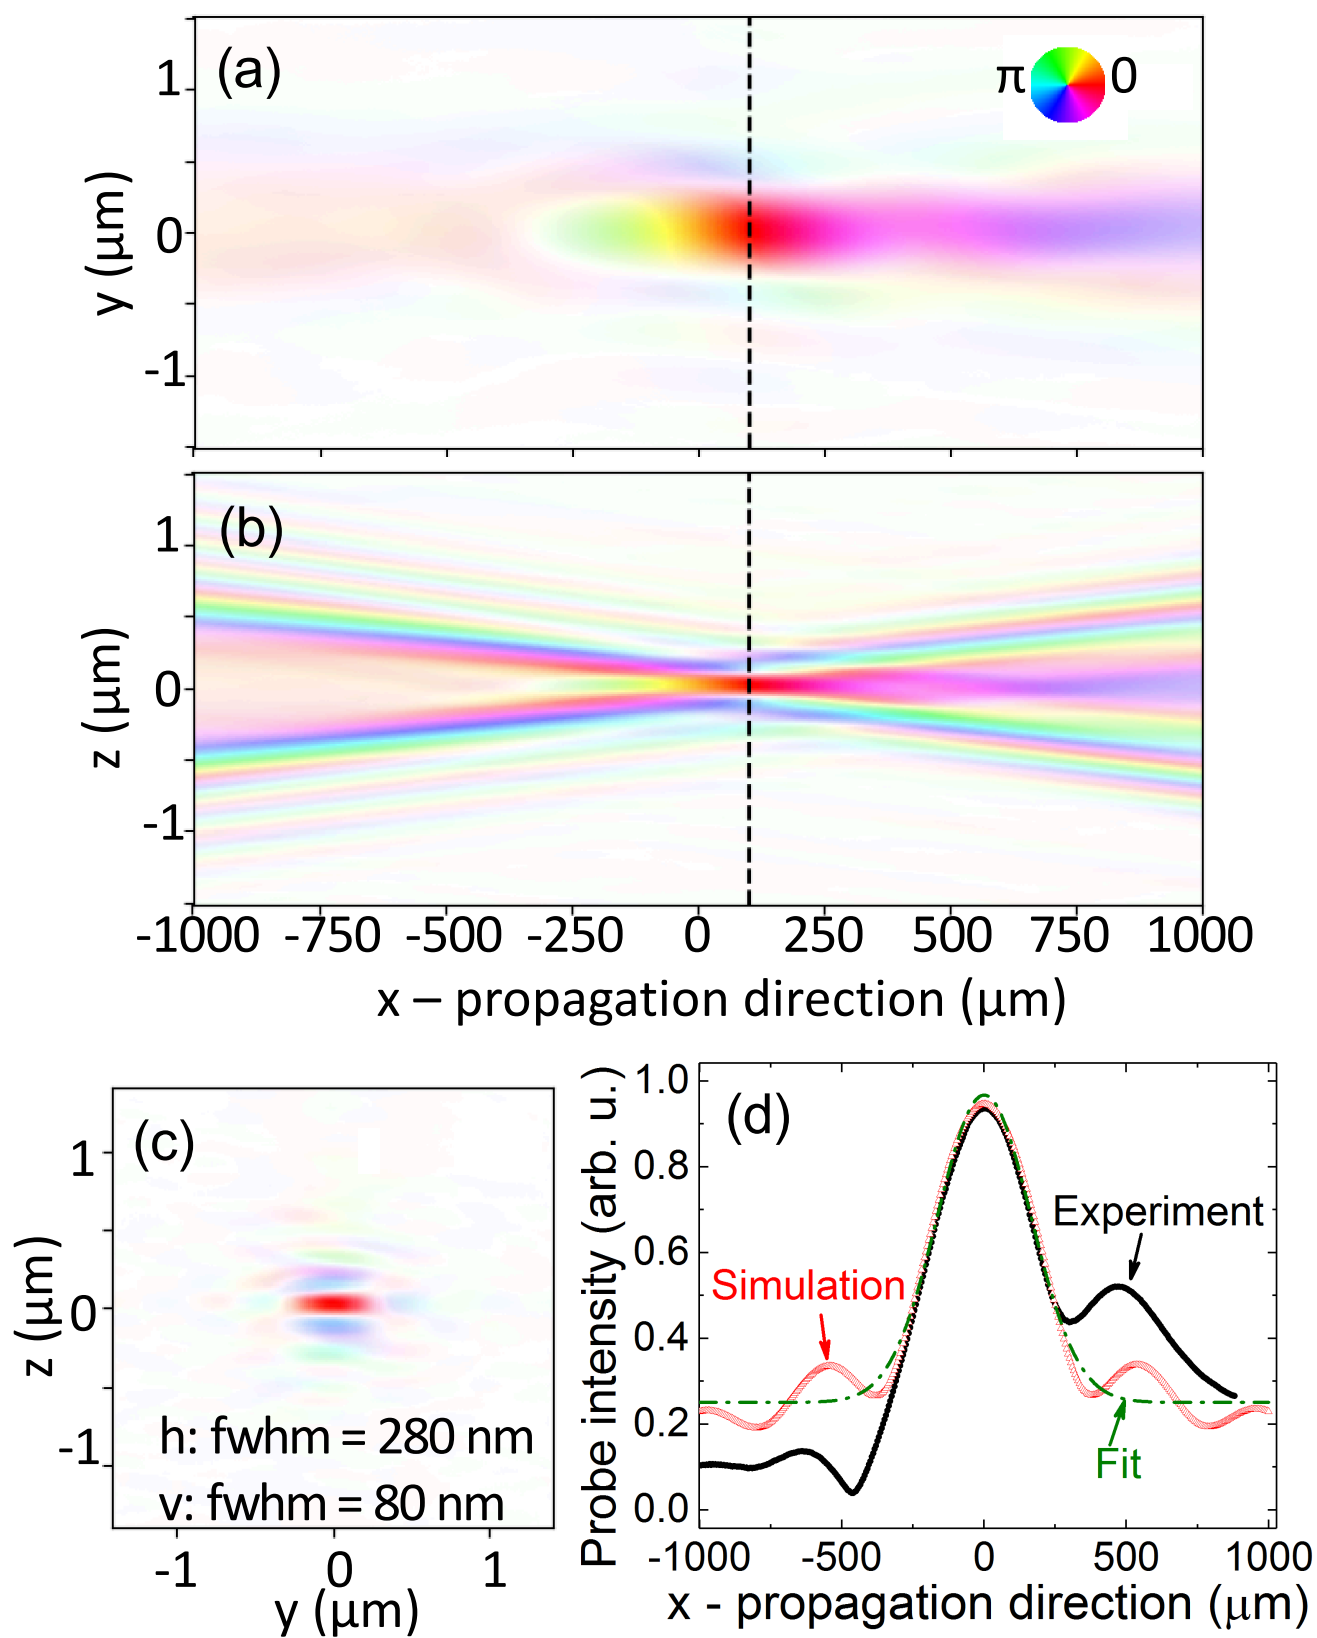 (a)
π 0
1
0
-1
y (μm)
(b)
1
0
-1
z (μm)
-1000 -750 -500 -250 0 250 500 750 1000
x – propagation direction (μm)
(c)
1
0
-1
z (μm)
h: fwhm = 280 nm
v: fwhm = 80 nm
-1 0 1
y (μm)
(d)
1.0
0.8
0.6
0.4
0.2
0.0
Probe intensity (arb. u.)
Experiment
Simulation
Fit
-1000 -500 0 500 1000
x - propagation direction (μm)